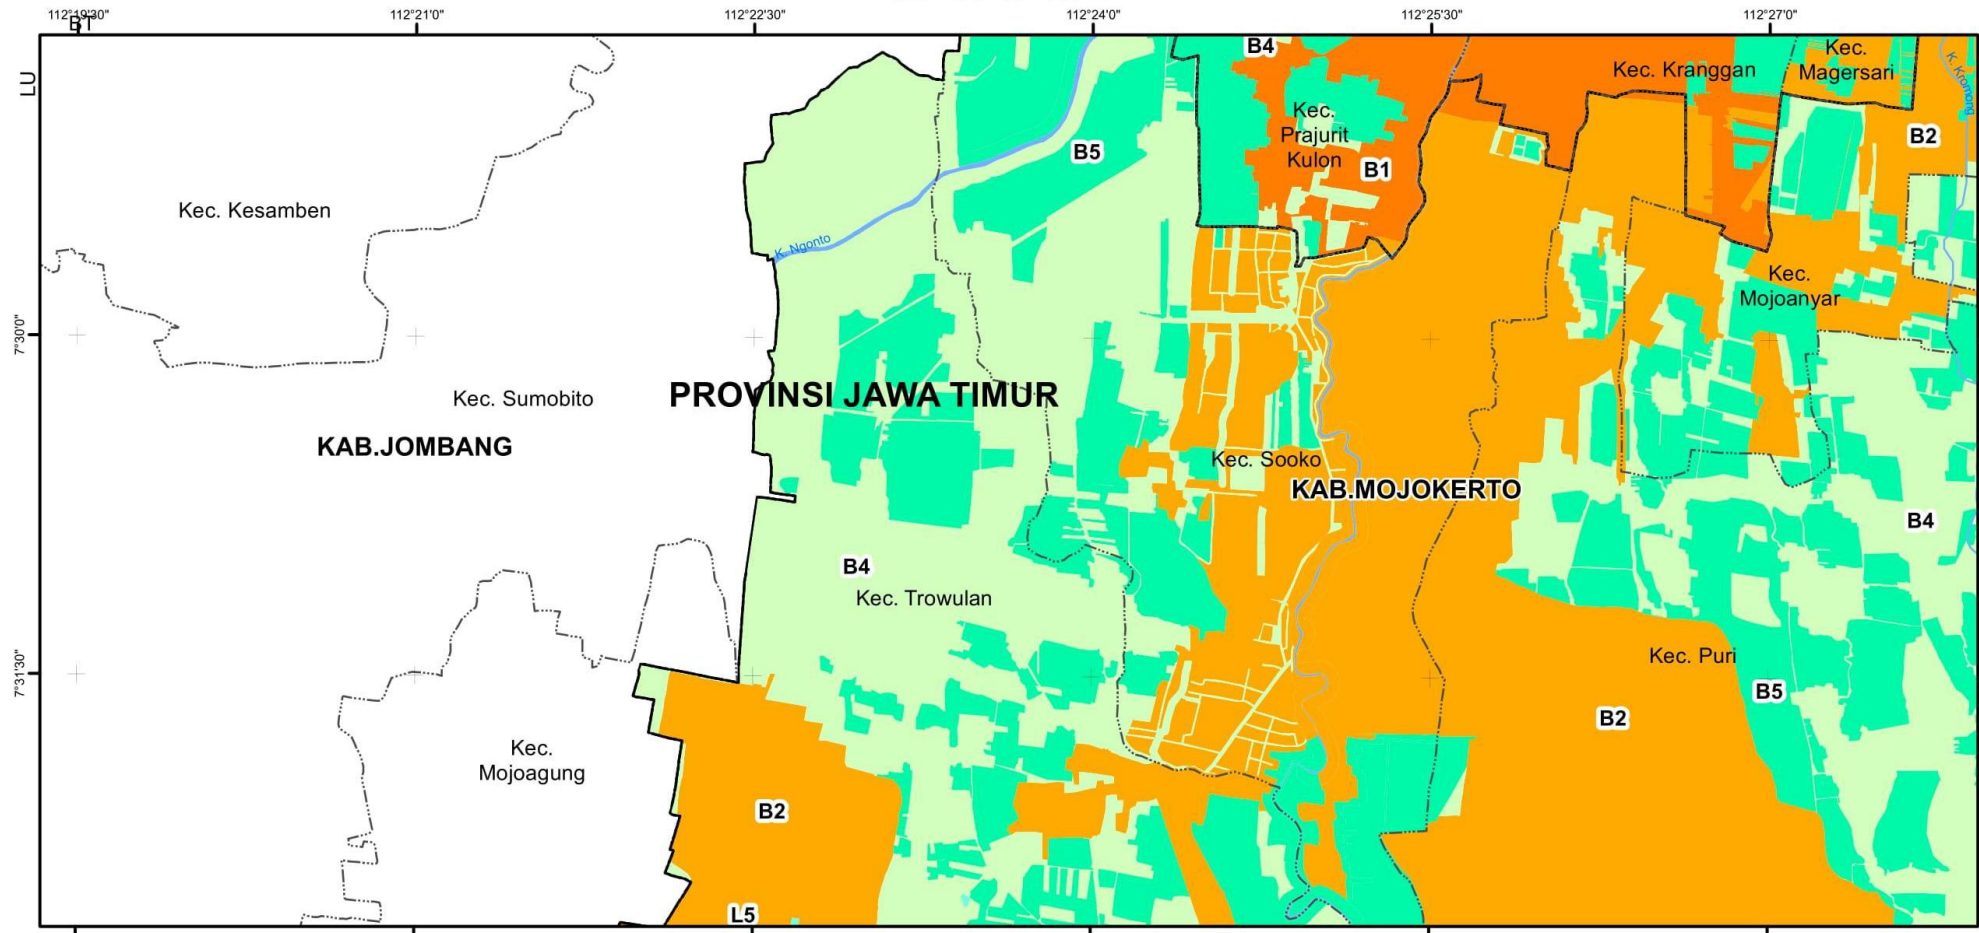 112°19'30"
BT
112°21'0"
112°22'30"
112°24'0"
112°25'30"
112°27'0"
LU
B4
Kec. Kranggan
Kec.
Magersari
K. Kromong
Kec.
Prajurit
Kulon
B1
B2
B5
Kec. Kesamben
K. Ngonto
Kec.
Mojoanyar
7°30'0"
PROVINSI JAWA TIMUR
Kec. Sumobito
KAB.JOMBANG
Kec. Sooko
KAB.MOJOKERTO
B4
B4
Kec. Trowulan
7°31'30"
Kec. Puri
B5
B2
Kec.
Mojoagung
B2
L5